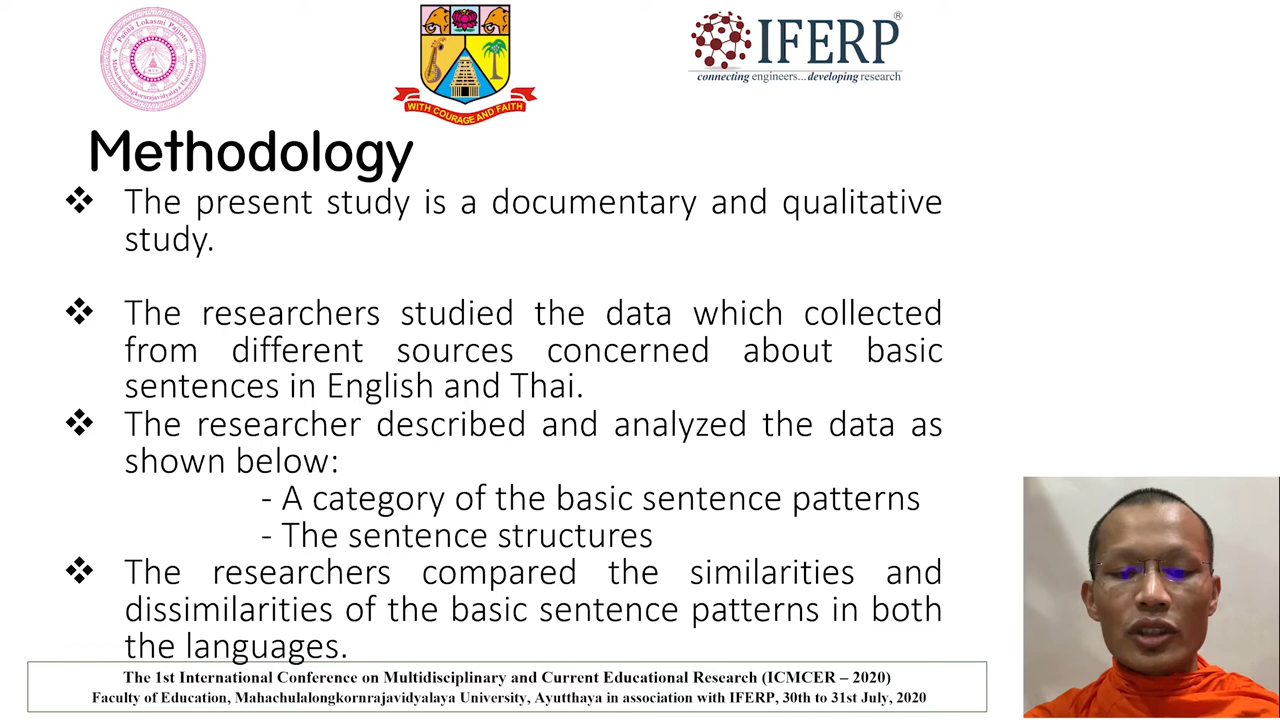 Pañña Lokasmi Pajjoto
Mahachulalongkornrajavidyalaya University
WITH COURAGE AND FAITH
IFERP®
connecting engineers...developing research
Methodology
❖ The present study is a documentary and qualitative
study.
❖ The researchers studied the data which collected
from different sources concerned about basic
sentences in English and Thai.
❖ The researcher described and analyzed the data as
shown below:
- A category of the basic sentence patterns
- The sentence structures
❖ The researchers compared the similarities and
dissimilarities of the basic sentence patterns in both
the languages.
The 1st International Conference on Multidisciplinary and Current Educational Research (ICMCER – 2020)
Faculty of Education, Mahachulalongkornrajavidyalaya University, Ayutthaya in association with IFERP, 30th to 31st July, 2020